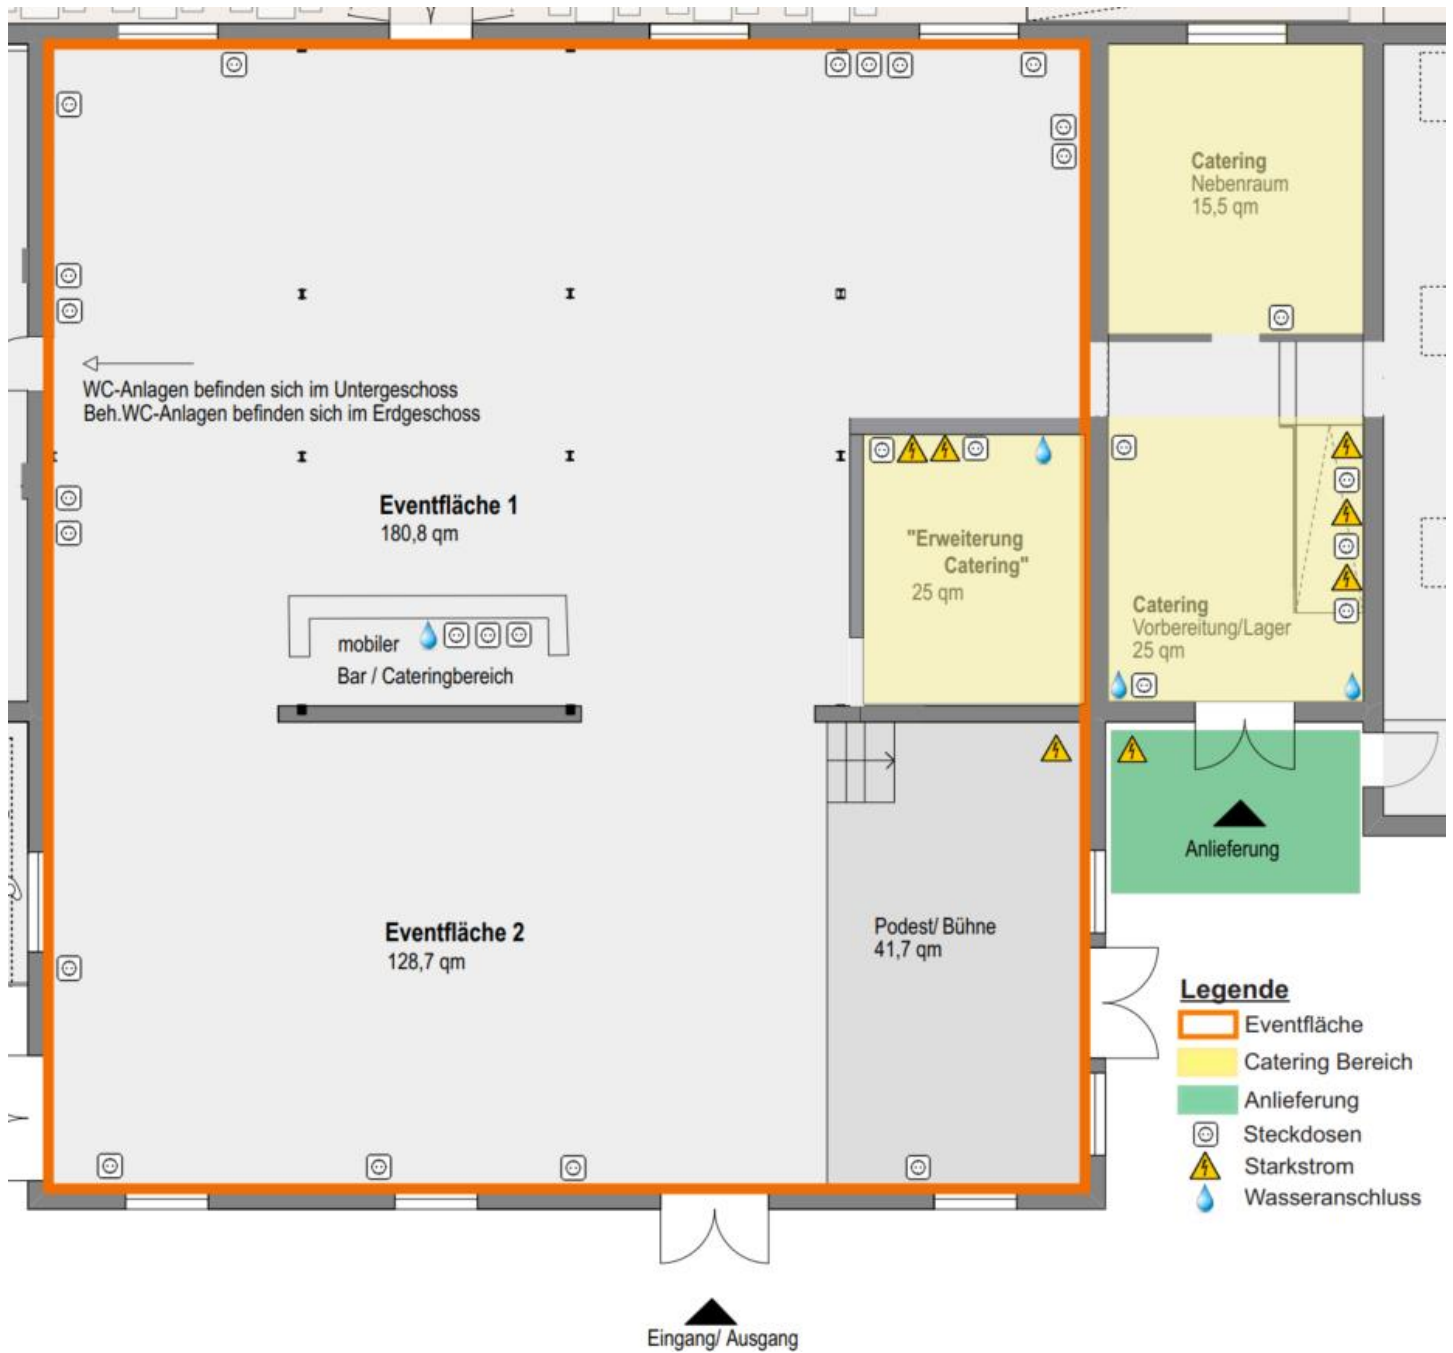 Catering
Nebenraum
15,5 qm
WC-Anlagen befinden sich im Untergeschoss
Beh.WC-Anlagen befinden sich im Erdgeschoss
Eventfläche 1
180,8 qm
"Erweiterung
Catering"
25 qm
Catering
Vorbereitung/Lager
25 qm
mobiler
Bar / Cateringbereich
Anlieferung
Eventfläche 2
128,7 qm
Podest/ Bühne
41,7 qm
Legende
Eventfläche
Catering Bereich
Anlieferung
Steckdosen
Starkstrom
Wasseranschluss
Eingang/ Ausgang